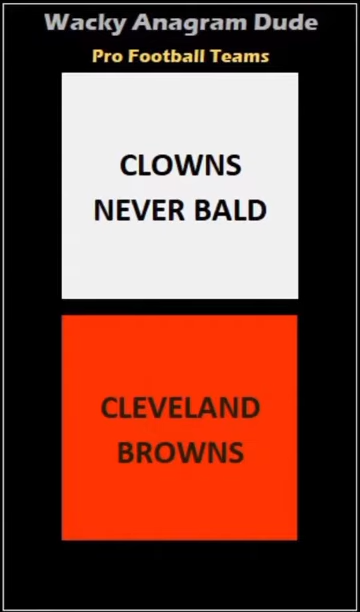 Wacky Anagram Dude
Pro Football Teams
CLOWNS
NEVER BALD
CLEVELAND
BROWNS